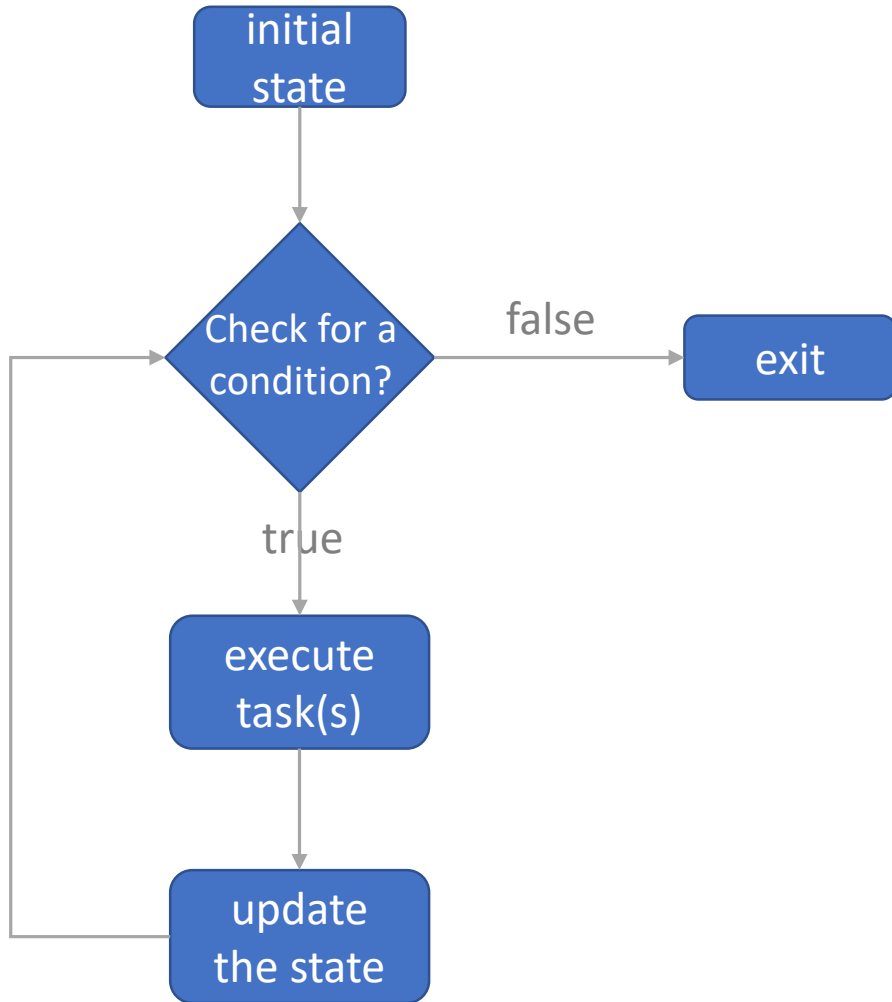 initial
state
Check for a
condition?
false
exit
true
execute
task(s)
update
the state